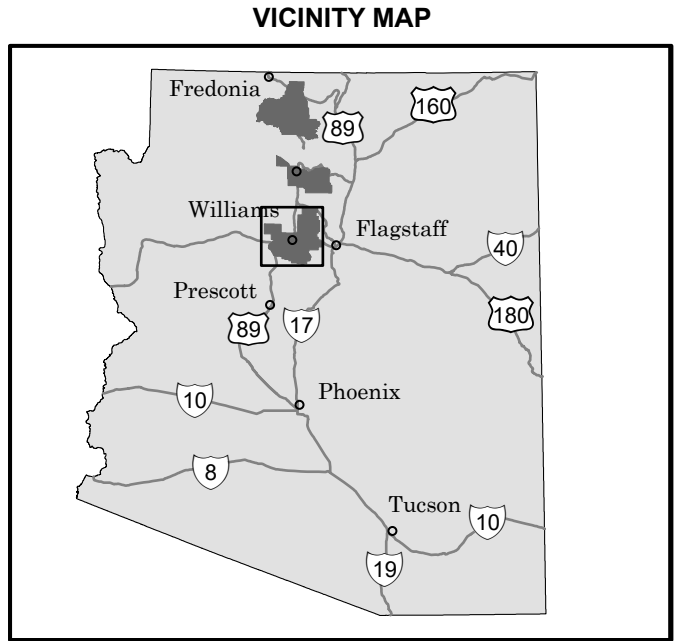 VICINITY MAP
Fredonia
160
89
Williams
Flagstaff
40
Prescott
180
89
17
Phoenix
10
8
Tucson
10
19